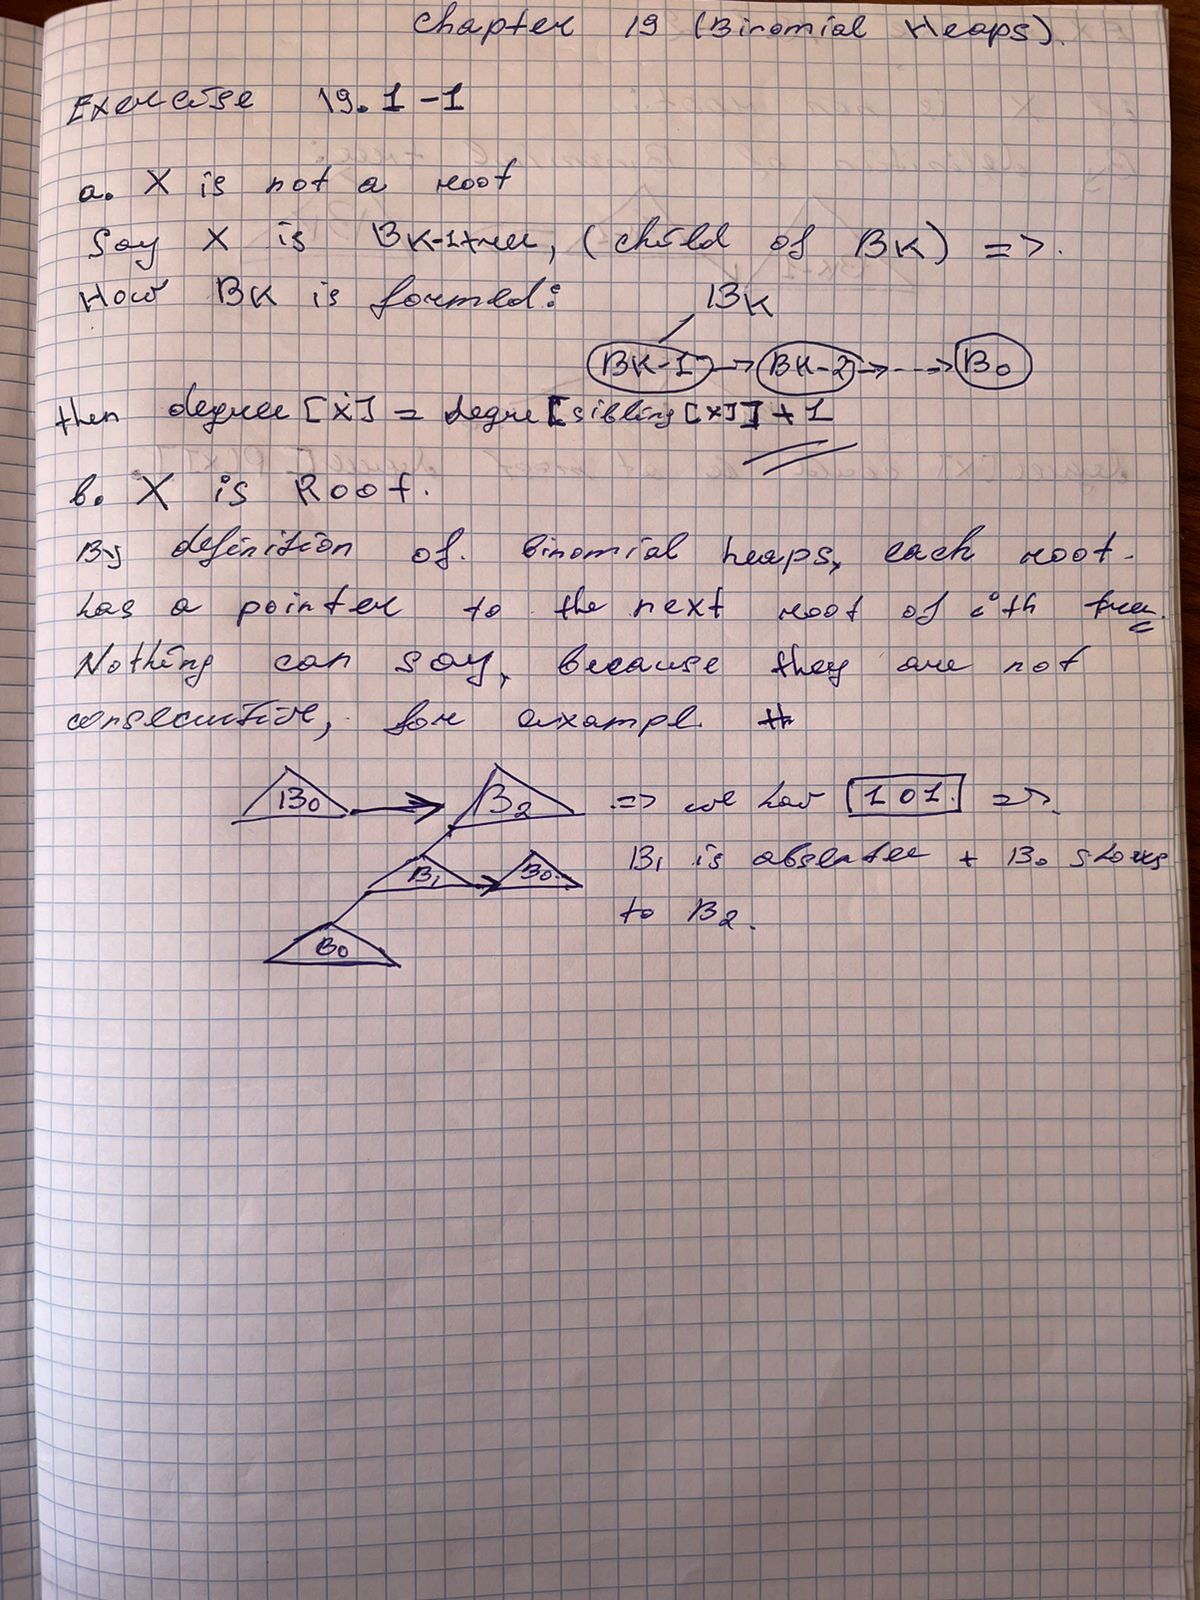 Chapter 19 (Binomial Heaps).
Exercise 19.1-1
a. X is not a root
Say X is BK-1 tree, (child of BK) =>.
How BK is formed:
BK
BK-1 -> BK-2 -> ---> B0
then degree [x] = degre[sibling[x]] + 1
b. X is Root.
By definition of binomial heaps, each root
has a pointer to the next root of i'th tree.
Nothing can say, because they are not
consecutive, for exampl
B0 -> B2 => we hav [101.] =>.
B1 -> B0 B1 is absentee + B0 shows
B0 to B2.